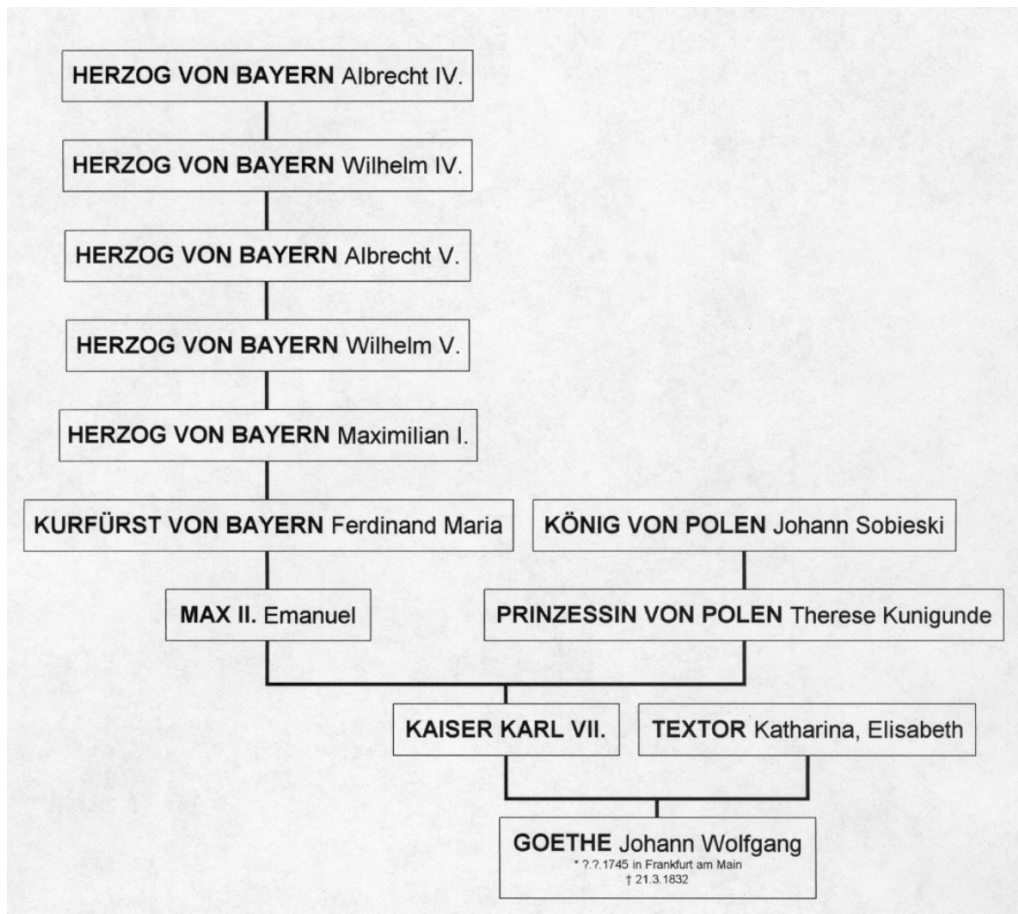 HERZOG VON BAYERN Albrecht IV.
HERZOG VON BAYERN Wilhelm IV.
HERZOG VON BAYERN Albrecht V.
HERZOG VON BAYERN Wilhelm V.
HERZOG VON BAYERN Maximilian I.
KURFÜRST VON BAYERN Ferdinand Maria
KÖNIG VON POLEN Johann Sobieski
MAX II. Emanuel
PRINZESSIN VON POLEN Therese Kunigunde
KAISER KARL VII.
TEXTOR Katharina, Elisabeth
GOETHE Johann Wolfgang
* ?.?.1745 in Frankfurt am Main
† 21.3.1832